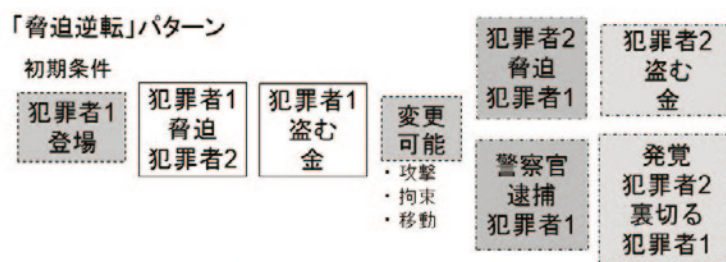 「脅迫逆転」パターン
初期条件
犯罪者1
登場
犯罪者1
脅迫
犯罪者2
犯罪者1
盗む
金
変更
可能
・攻撃
・拘束
・移動
犯罪者2
脅迫
犯罪者1
犯罪者2
盗む
金
警察官
逮捕
犯罪者1
発覚
犯罪者2
裏切る
犯罪者1